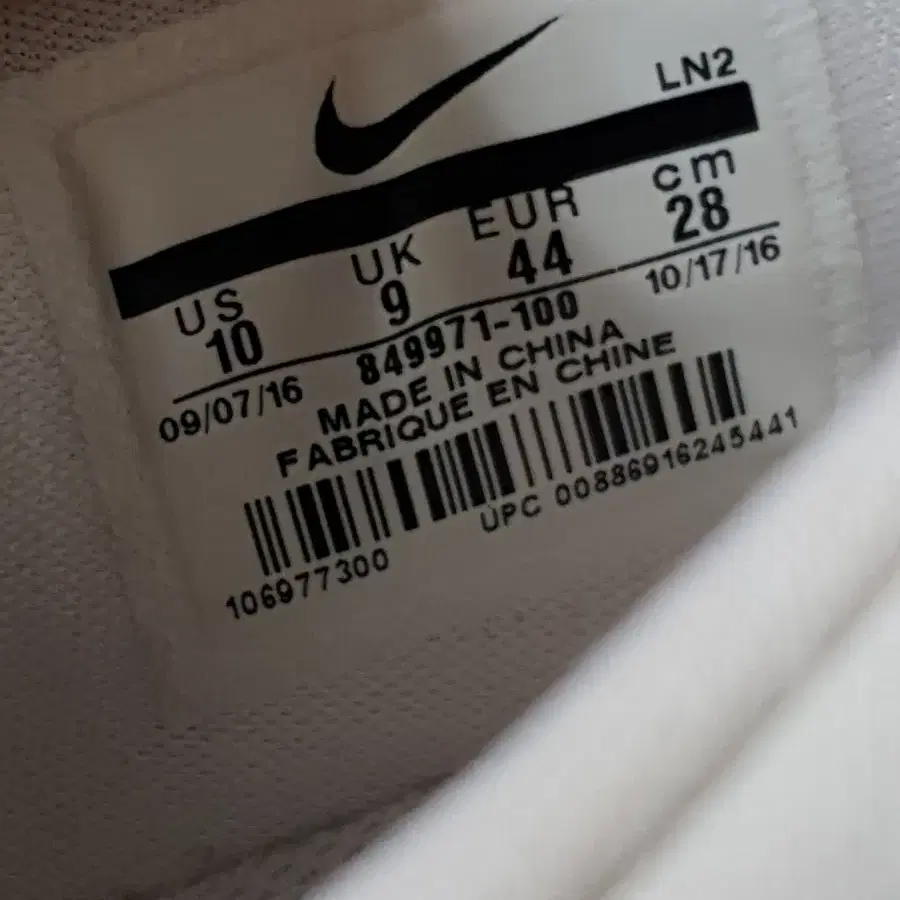 LN2
US UK EUR cm
10 9 44 28
09/07/16 849971-100 10/17/16
MADE IN CHINA
FABRIQUE EN CHINE
106977300 UPC 00886916245441